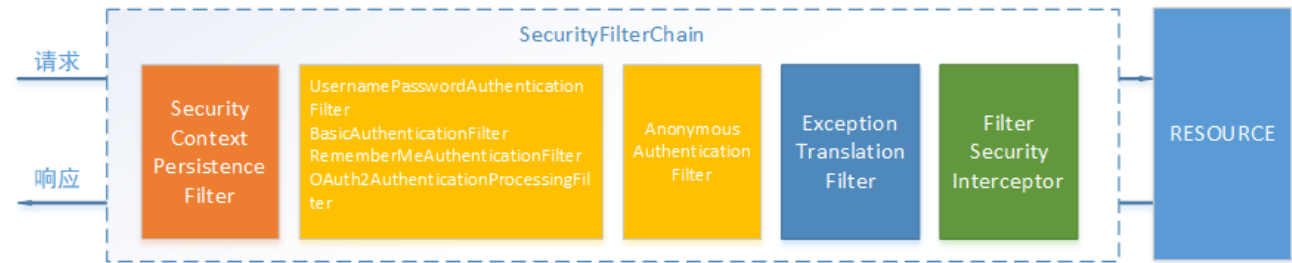 SecurityFilterChain
请求
响应
Security
Context
Persistence
Filter
UsernamePasswordAuthentication
Filter
BasicAuthenticationFilter
RememberMeAuthenticationFilter
OAuth2AuthenticationProcessingFil
ter
Anonymous
Authentication
Filter
Exception
Translation
Filter
Filter
Security
Interceptor
RESOURCE